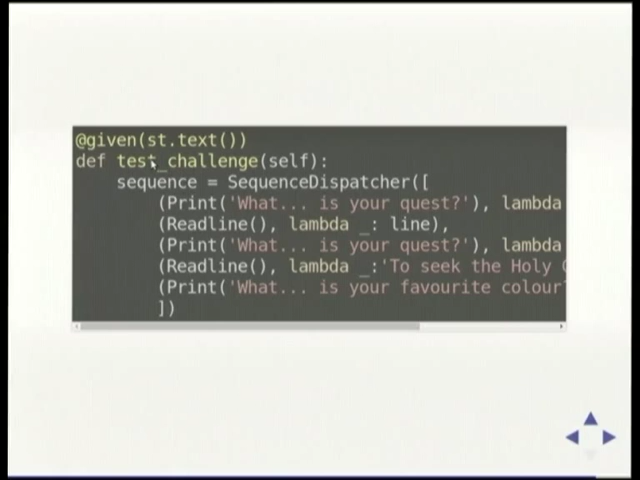 @given(st.text())
def test_challenge(self):
sequence = SequenceDispatcher([
(Print('What... is your quest?'), lambda
(Readline(), lambda _: line),
(Print('What... is your quest?'), lambda
(Readline(), lambda _:'To seek the Holy
(Print('What... is your favourite colour'
])